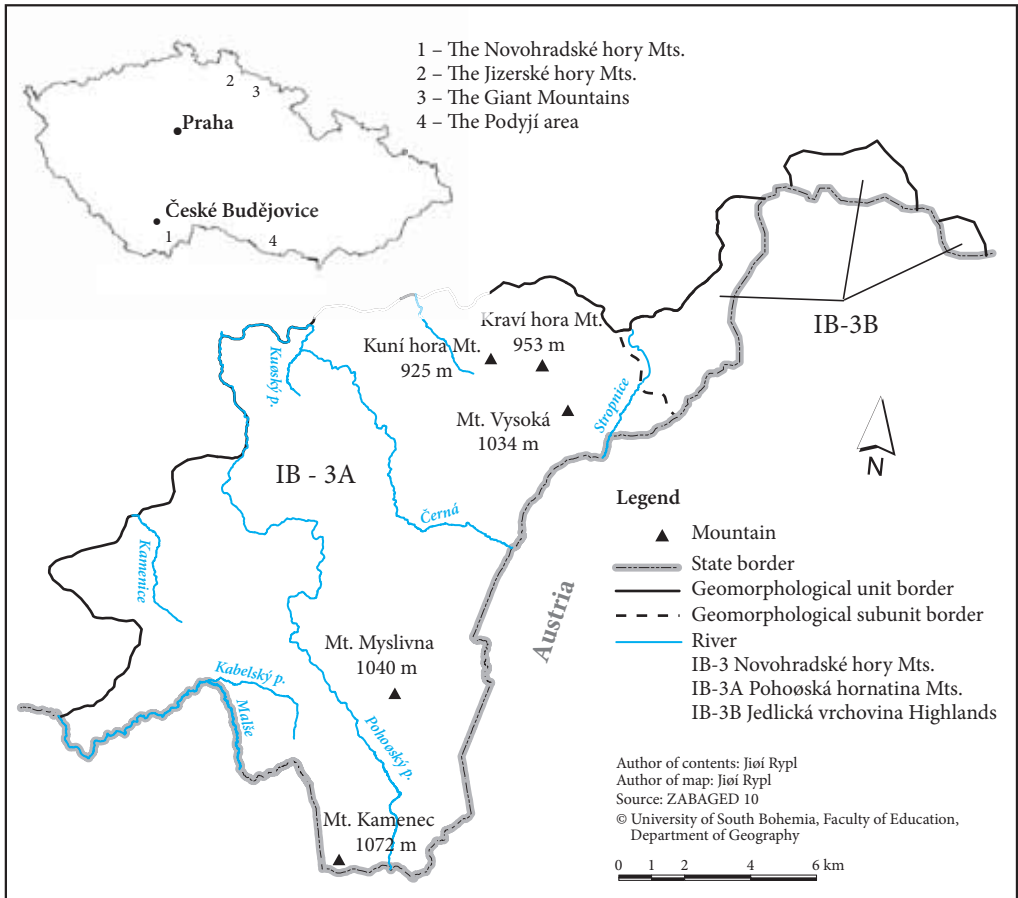 1 – The Novohradské hory Mts.
2 – The Jizerské hory Mts.
3 – The Giant Mountains
4 – The Podyjí area
2
3
Praha
České Budějovice
1
4
IB-3B
Kraví hora Mt.
953 m
Kuní hora Mt.
925 m
Mt. Vysoká
1034 m
Kuøský p.
Stropnice
IB - 3A
Černá
Kamenice
N
Austria
Mt. Myslivna
1040 m
Kabelský p.
Malše
Pohoøský p.
Mt. Kamenec
1072 m
Legend
Mountain
State border
Geomorphological unit border
Geomorphological subunit border
River
IB-3 Novohradské hory Mts.
IB-3A Pohoøská hornatina Mts.
IB-3B Jedlická vrchovina Highlands
Author of contents: Jiøí Rypl
Author of map: Jiøí Rypl
Source: ZABAGED 10
© University of South Bohemia, Faculty of Education,
Department of Geography
0 1 2 4 6 km